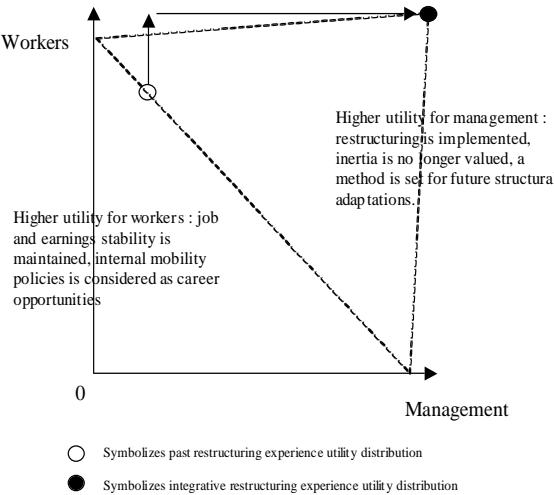 Workers
Higher utility for management :
restructuring is implemented,
inertia is no longer valued, a
method is set for future structural
adaptations.
Higher utility for workers : job
and earnings stability is
maintained, internal mobility
policies is considered as career
opportunities
0
Management
Symbolizes past restructuring experience utility distribution
Symbolizes integrative restructuring experience utility distribution